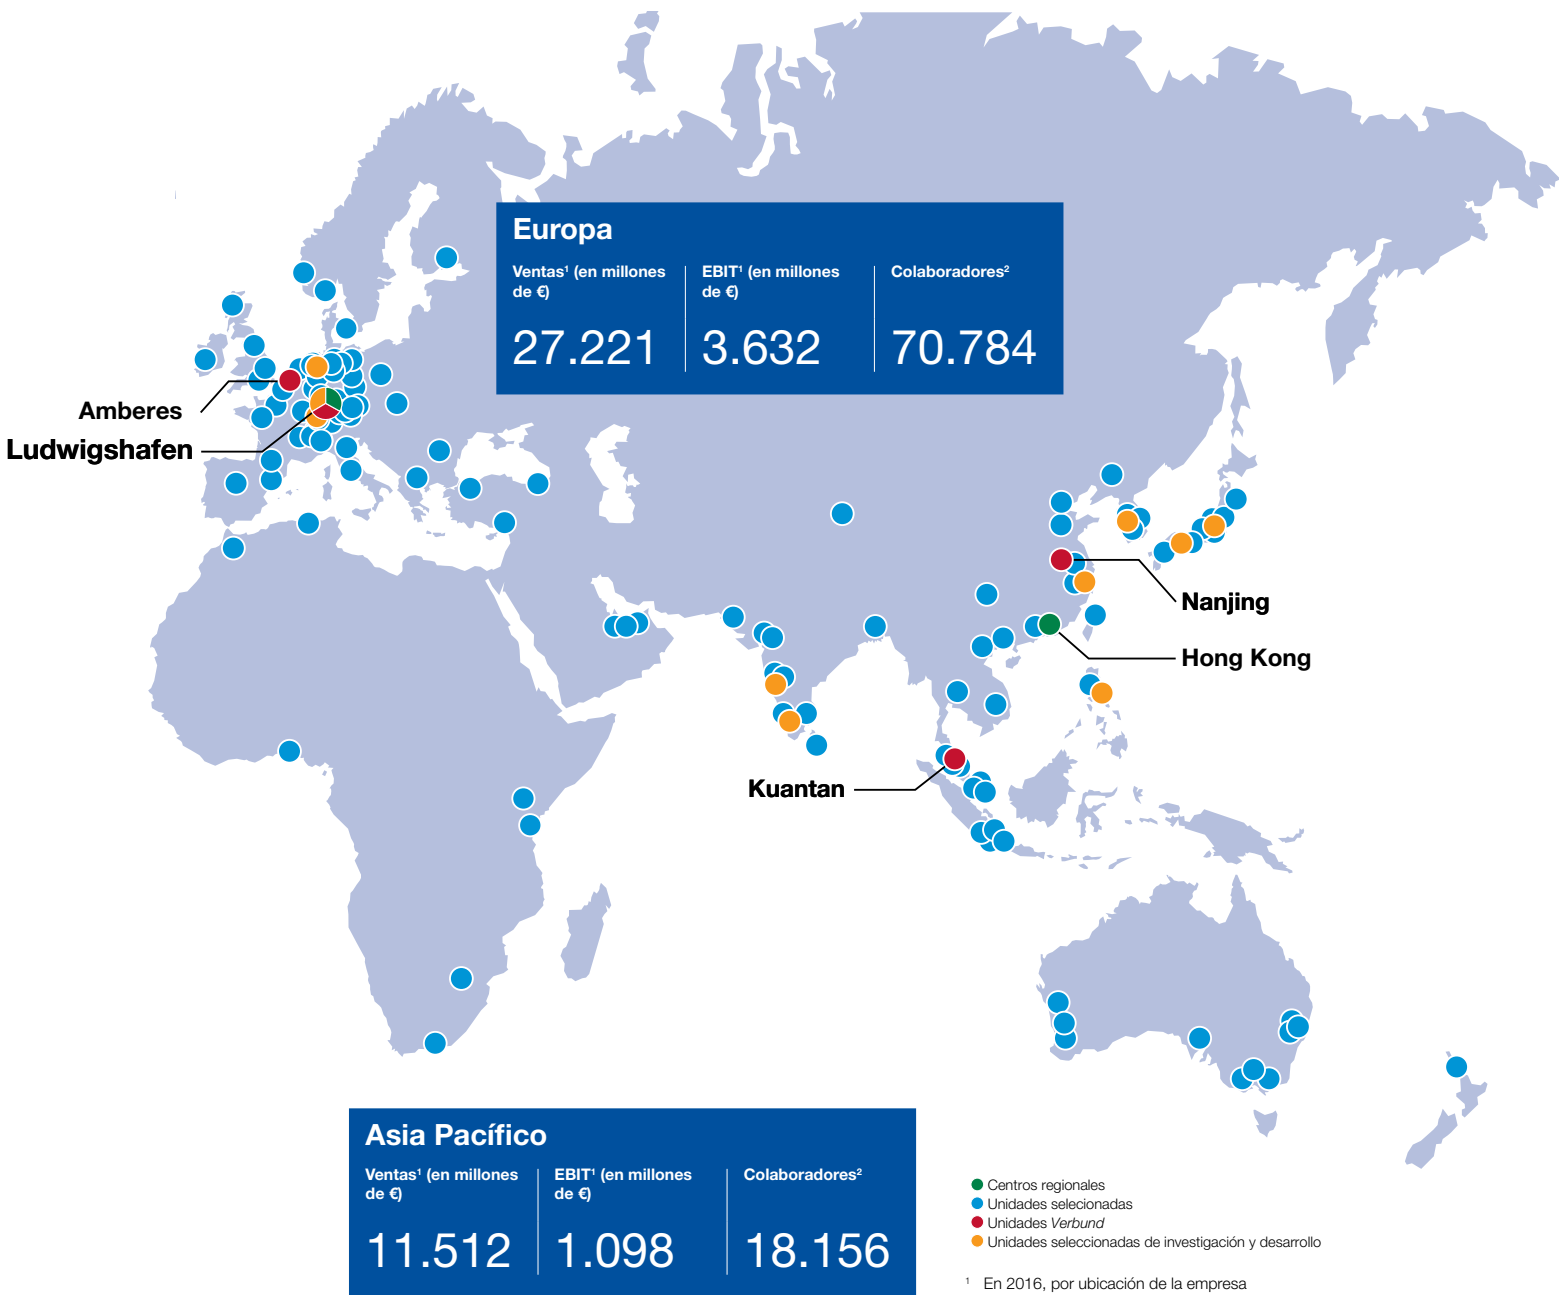 Europa
Ventas¹ (en millones de €)
EBIT¹ (en millones de €)
Colaboradores²
27.221
3.632
70.784
Amberes
Ludwigshafen
Nanjing
Hong Kong
Kuantan
Asia Pacífico
Ventas¹ (en millones de €)
EBIT¹ (en millones de €)
Colaboradores²
11.512
1.098
18.156
Centros regionales
Unidades selecionadas
Unidades Verbund
Unidades seleccionadas de investigación y desarrollo
¹ En 2016, por ubicación de la empresa